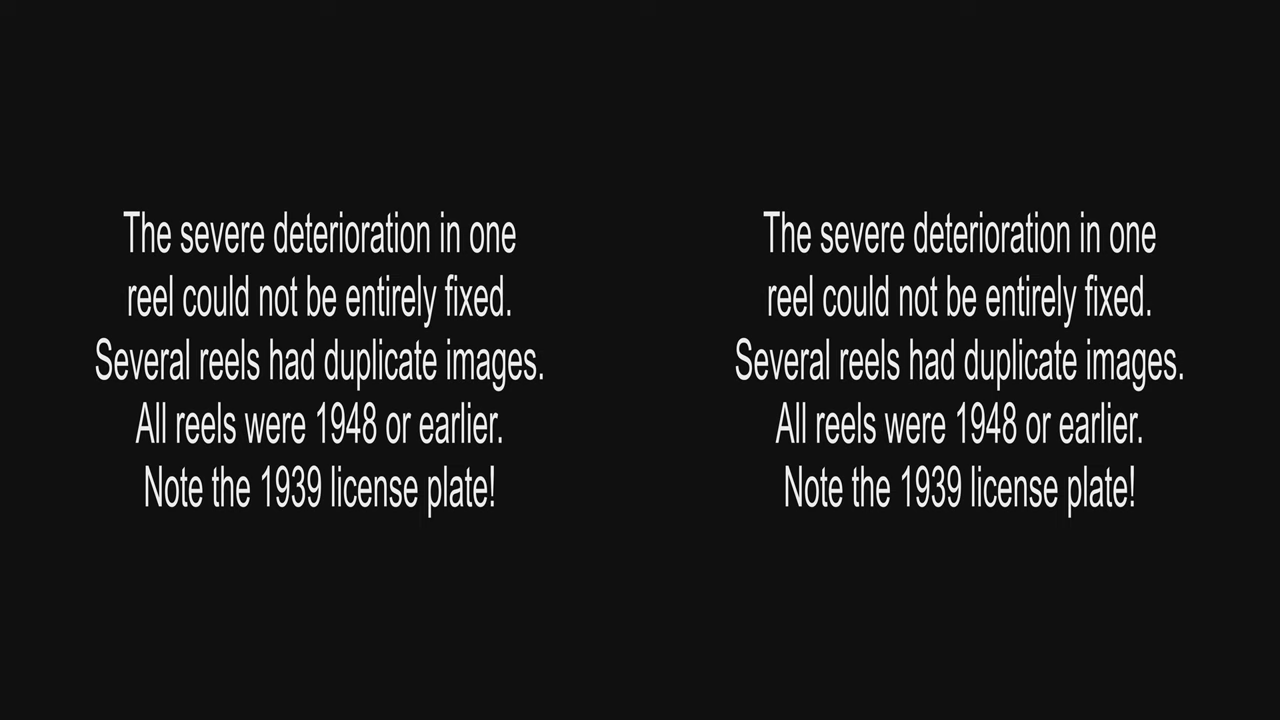 The severe deterioration in one
reel could not be entirely fixed.
Several reels had duplicate images.
All reels were 1948 or earlier.
Note the 1939 license plate!
The severe deterioration in one
reel could not be entirely fixed.
Several reels had duplicate images.
All reels were 1948 or earlier.
Note the 1939 license plate!